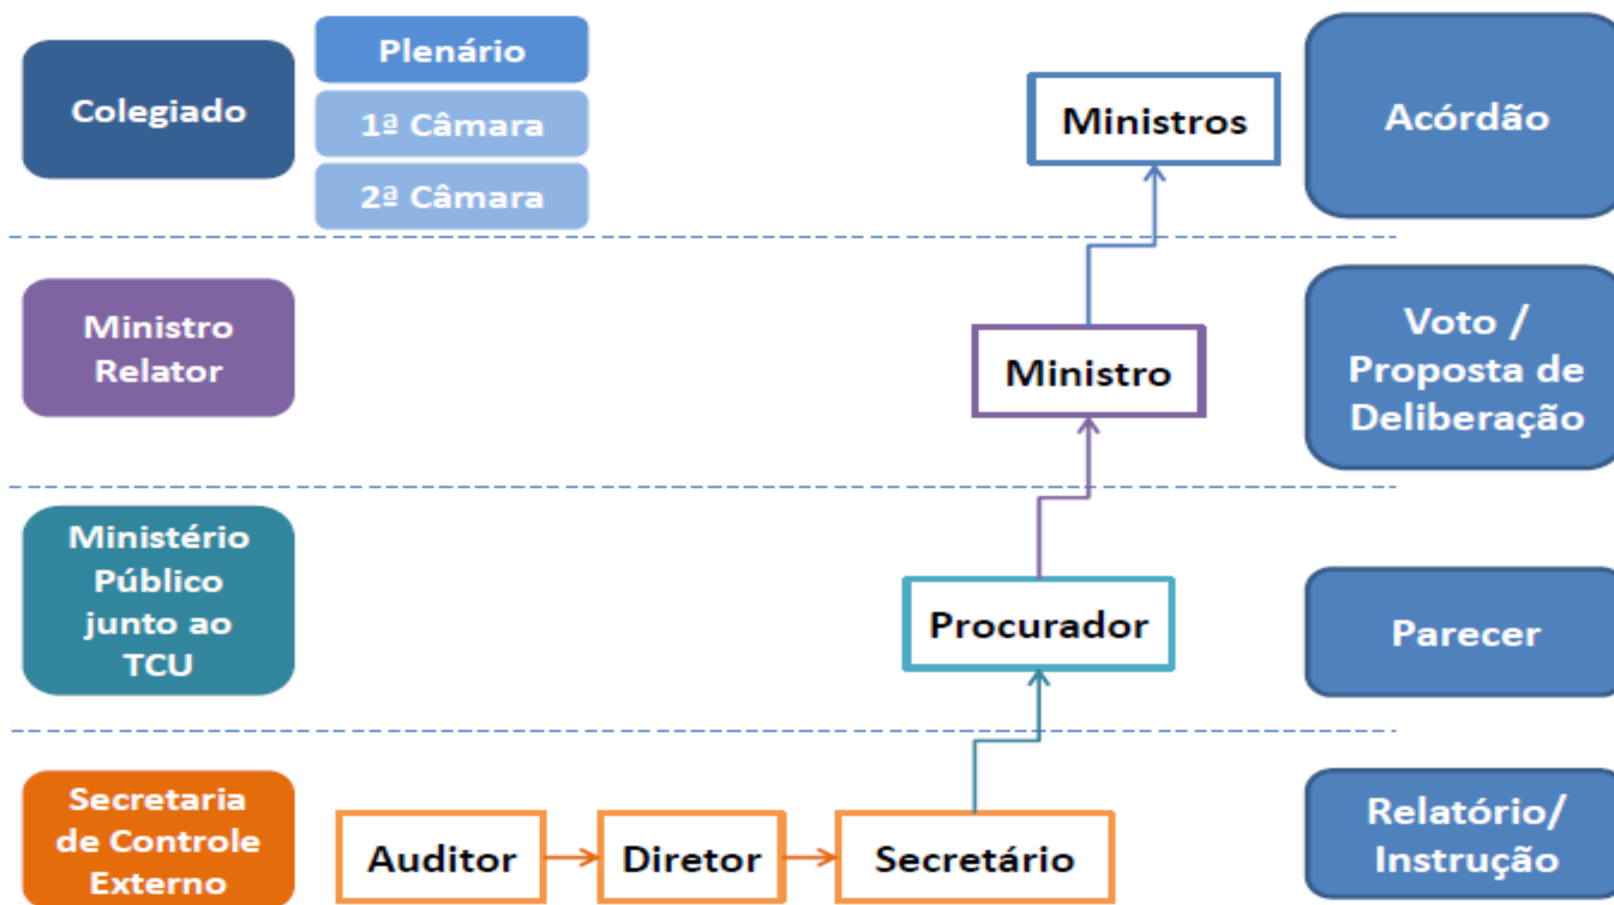 Colegiado
Plenário
1ª Câmara
2ª Câmara
Ministros
Acórdão
Ministro
Relator
Ministro
Voto /
Proposta de
Deliberação
Ministério
Público
junto ao
TCU
Procurador
Parecer
Secretaria
de Controle
Externo
Auditor
Diretor
Secretário
Relatório/
Instrução